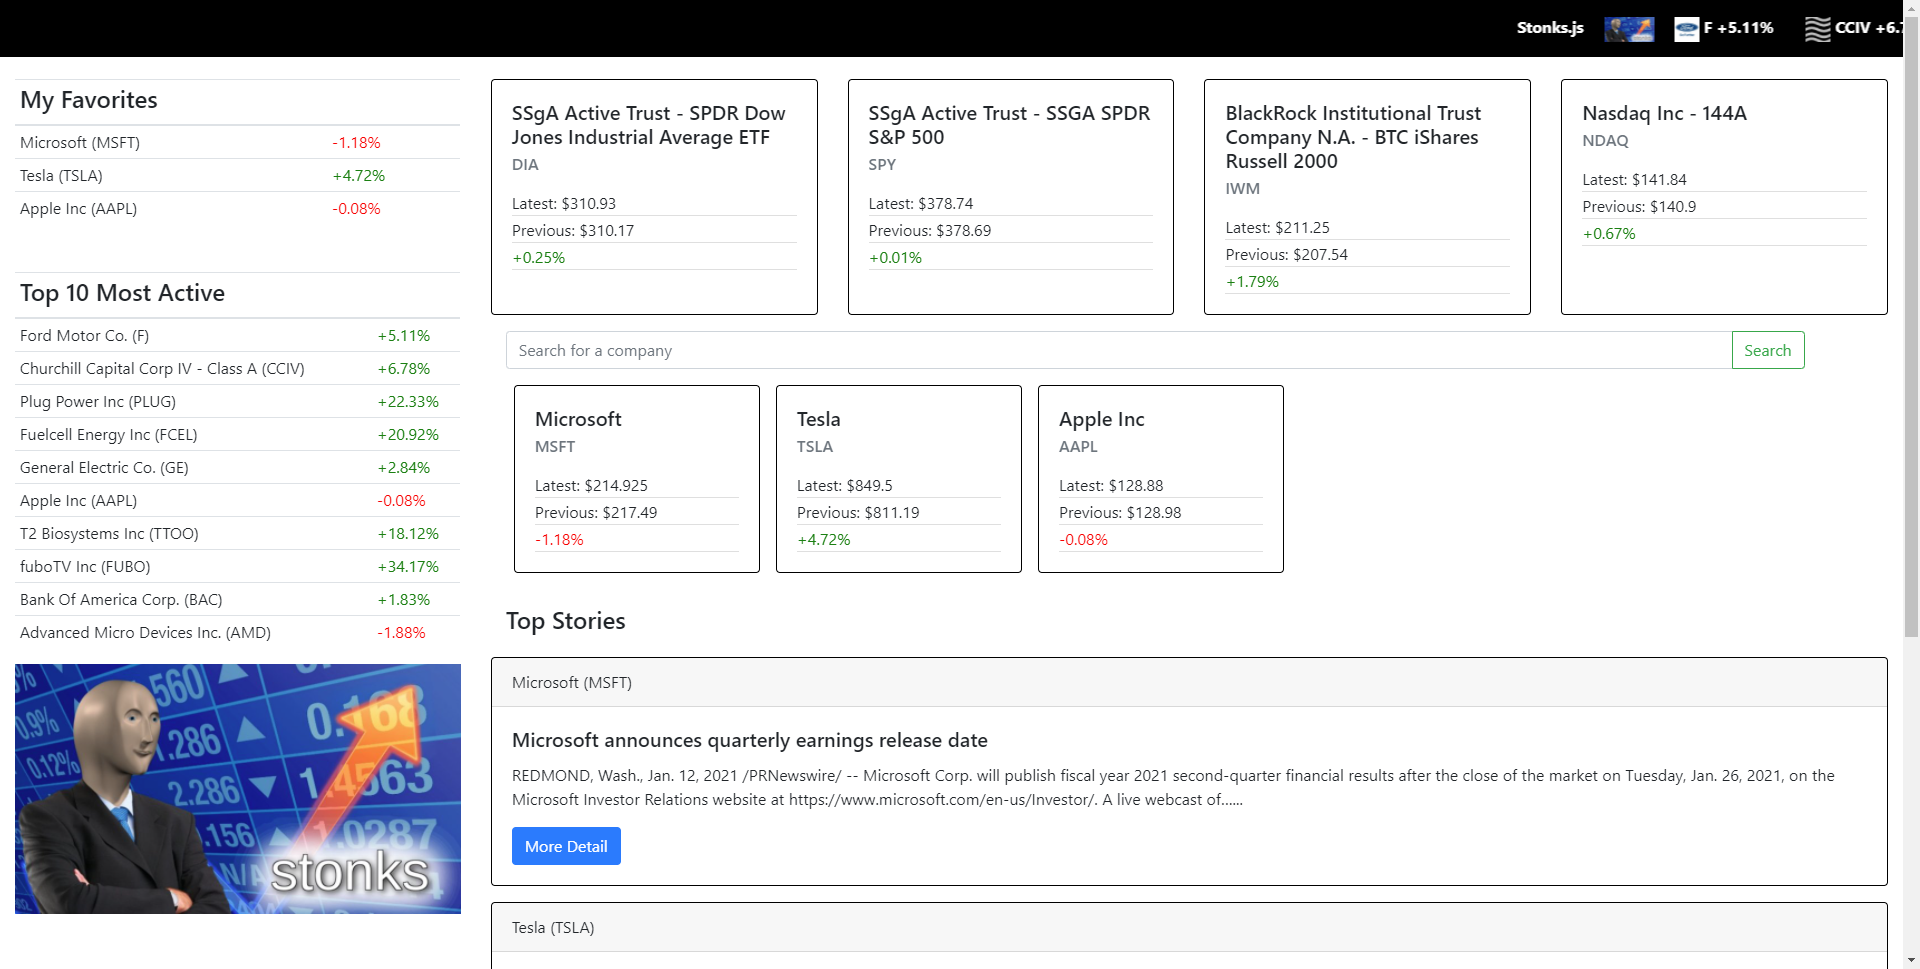 Stonks.js F +5.11% CCIV +6.7
My Favorites
Microsoft (MSFT) -1.18%
Tesla (TSLA) +4.72%
Apple Inc (AAPL) -0.08%
Top 10 Most Active
Ford Motor Co. (F) +5.11%
Churchill Capital Corp IV - Class A (CCIV) +6.78%
Plug Power Inc (PLUG) +22.33%
Fuelcell Energy Inc (FCEL) +20.92%
General Electric Co. (GE) +2.84%
Apple Inc (AAPL) -0.08%
T2 Biosystems Inc (TTOO) +18.12%
fuboTV Inc (FUBO) +34.17%
Bank Of America Corp. (BAC) +1.83%
Advanced Micro Devices Inc. (AMD) -1.88%
560
0.168
0.9%
1.286
0.12%
1.4563
2.286
.156
1.0287
N/A
stonks
SSgA Active Trust - SPDR Dow
Jones Industrial Average ETF
DIA
Latest: $310.93
Previous: $310.17
+0.25%
SSgA Active Trust - SSGA SPDR
S&P 500
SPY
Latest: $378.74
Previous: $378.69
+0.01%
BlackRock Institutional Trust
Company N.A. - BTC iShares
Russell 2000
IWM
Latest: $211.25
Previous: $207.54
+1.79%
Nasdaq Inc - 144A
NDAQ
Latest: $141.84
Previous: $140.9
+0.67%
Search for a company Search
Microsoft
MSFT
Latest: $214.925
Previous: $217.49
-1.18%
Tesla
TSLA
Latest: $849.5
Previous: $811.19
+4.72%
Apple Inc
AAPL
Latest: $128.88
Previous: $128.98
-0.08%
Top Stories
Microsoft (MSFT)
Microsoft announces quarterly earnings release date
REDMOND, Wash., Jan. 12, 2021 /PRNewswire/ -- Microsoft Corp. will publish fiscal year 2021 second-quarter financial results after the close of the market on Tuesday, Jan. 26, 2021, on the
Microsoft Investor Relations website at https://www.microsoft.com/en-us/Investor/. A live webcast of......
More Detail
Tesla (TSLA)